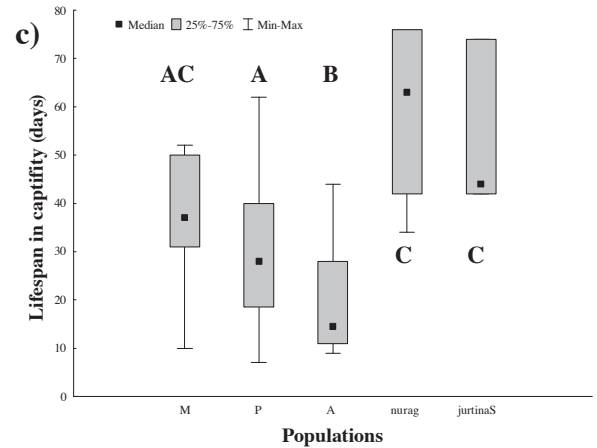 c)
Median 25%-75% Min-Max
80
70
60
50
40
30
20
10
0
Lifespan in captifity (days)
AC A B
C C
M P A nurag jurtinaS
Populations